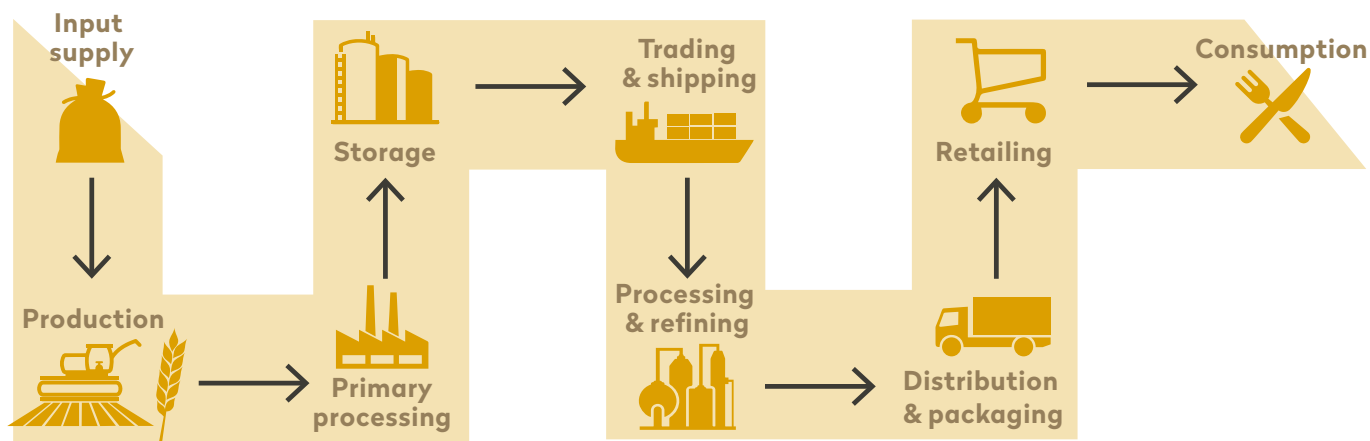 Input
supply
Production
Primary
processing
Storage
Trading
& shipping
Processing
& refining
Distribution
& packaging
Retailing
Consumption